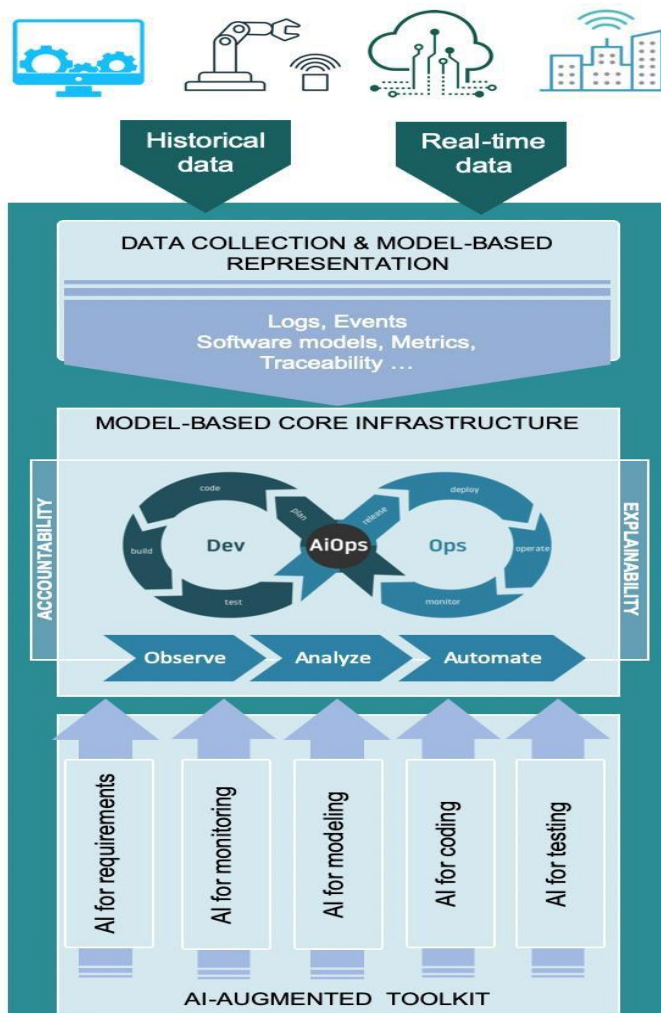 Historical
data
Real-time
data
DATA COLLECTION & MODEL-BASED
REPRESENTATION
Logs, Events
Software models, Metrics,
Traceability ...
MODEL-BASED CORE INFRASTRUCTURE
ACCOUNTABILITY
EXPLAINABILITY
code
build
Dev
test
plan
AiOps
release
deploy
Ops
operate
monitor
Observe
Analyze
Automate
AI for requirements
AI for monitoring
AI for modeling
AI for coding
AI for testing
AI-AUGMENTED TOOLKIT